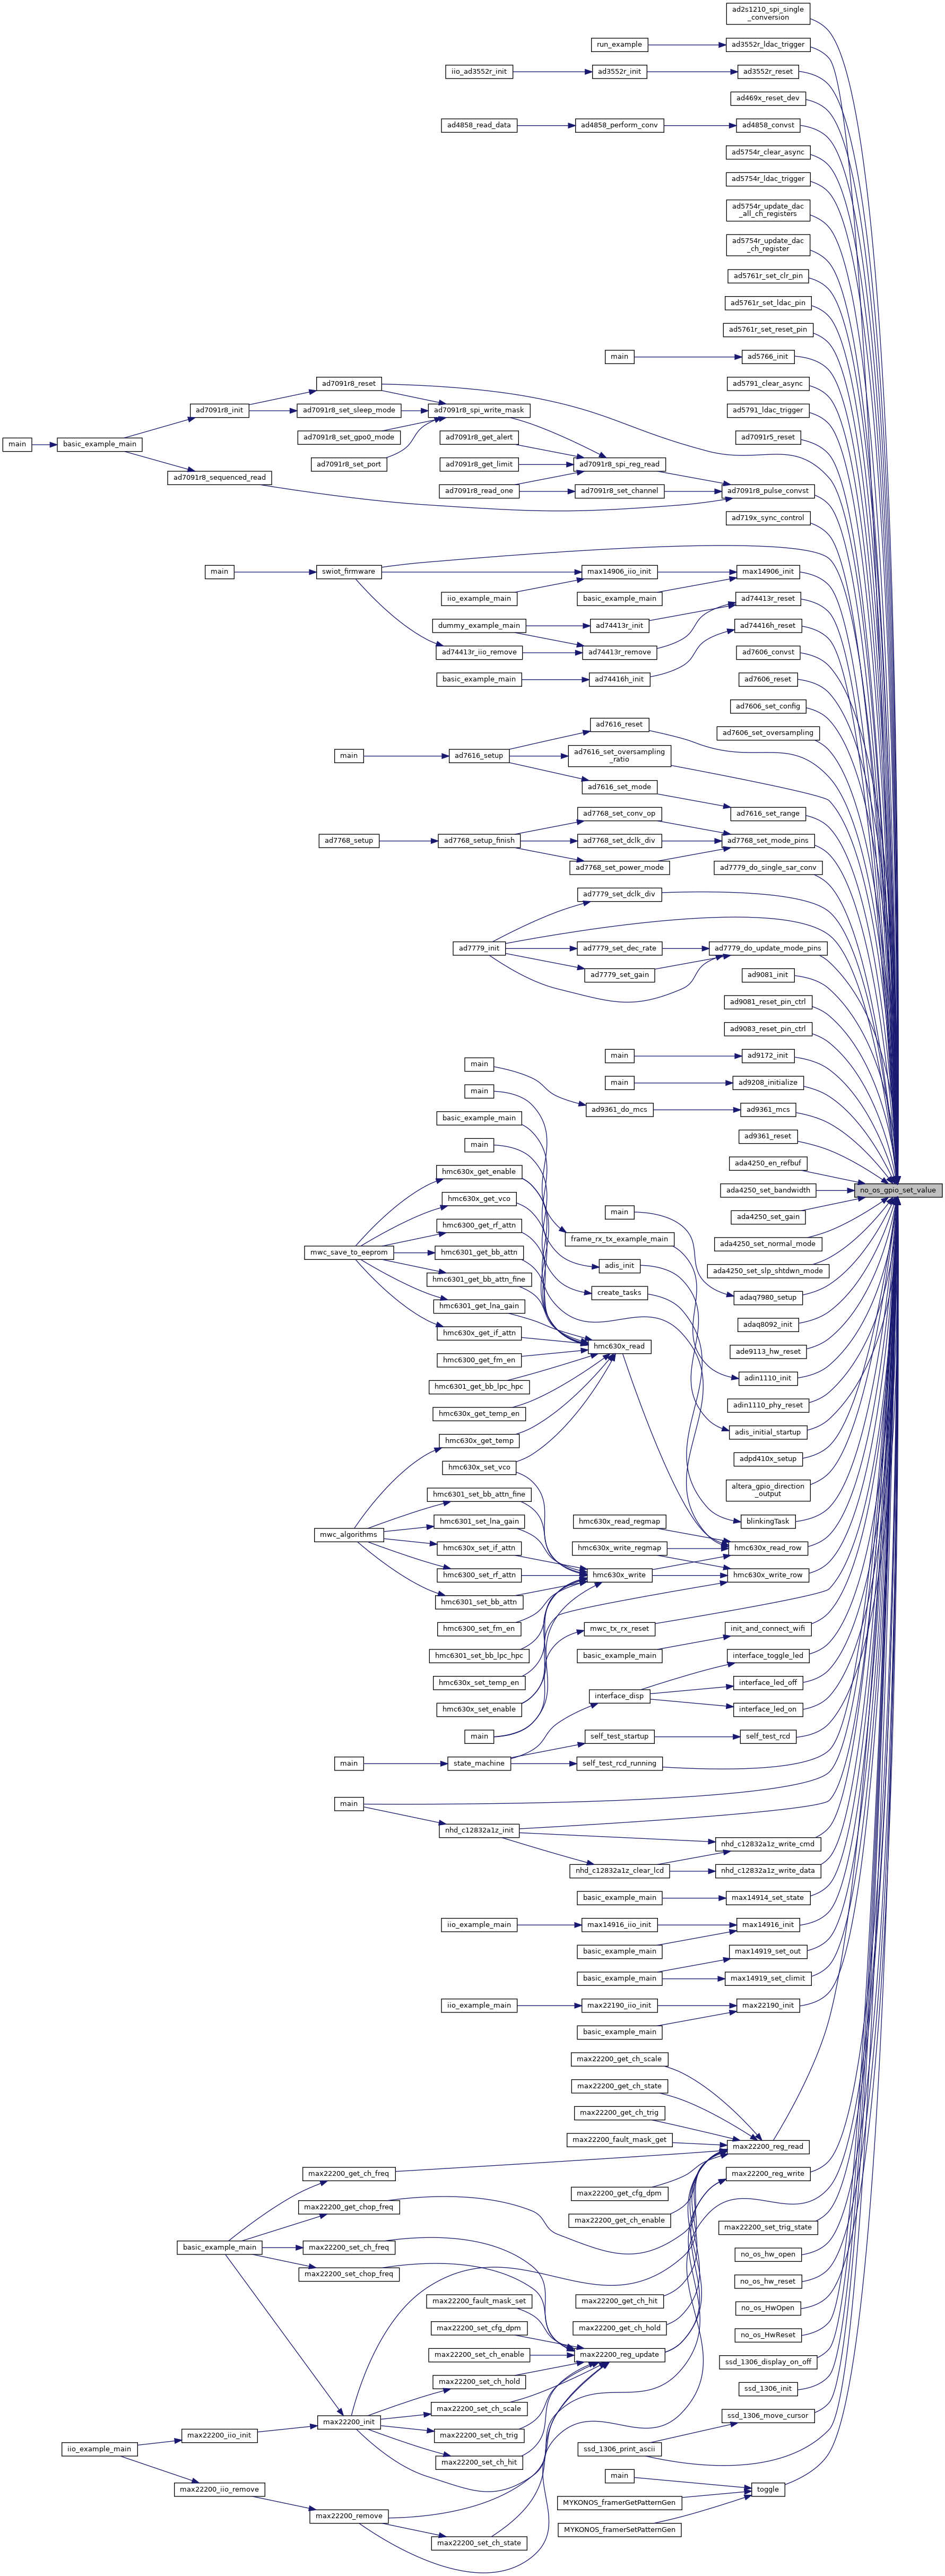 ad2s1210_spi_single
_conversion
run_example
ad3552r_ldac_trigger
iio_ad3552r_init
ad3552r_init
ad3552r_reset
ad469x_reset_dev
ad4858_read_data
ad4858_perform_conv
ad4858_convst
ad5754r_clear_async
ad5754r_ldac_trigger
ad5754r_update_dac
_all_ch_registers
ad5754r_update_dac
_ch_register
ad5761r_set_clr_pin
ad5761r_set_ldac_pin
ad5761r_set_reset_pin
main
ad5766_init
ad7091r8_reset
ad5791_clear_async
ad7091r8_init
ad7091r8_set_sleep_mode
ad7091r8_spi_write_mask
ad5791_ldac_trigger
main
basic_example_main
ad7091r8_set_gpo0_mode
ad7091r8_get_alert
ad7091r5_reset
ad7091r8_set_port
ad7091r8_get_limit
ad7091r8_spi_reg_read
ad7091r8_sequenced_read
ad7091r8_read_one
ad7091r8_set_channel
ad7091r8_pulse_convst
ad719x_sync_control
main
swiot_firmware
max14906_iio_init
max14906_init
iio_example_main
basic_example_main
ad74413r_reset
dummy_example_main
ad74413r_init
ad74416h_reset
ad74413r_iio_remove
ad74413r_remove
ad7606_convst
basic_example_main
ad74416h_init
ad7606_reset
ad7606_set_config
ad7616_reset
ad7606_set_oversampling
main
ad7616_setup
ad7616_set_oversampling
_ratio
ad7616_set_mode
ad7616_set_range
ad7768_set_conv_op
ad7768_setup
ad7768_setup_finish
ad7768_set_dclk_div
ad7768_set_mode_pins
ad7768_set_power_mode
ad7779_do_single_sar_conv
ad7779_set_dclk_div
ad7779_init
ad7779_set_dec_rate
ad7779_do_update_mode_pins
ad7779_set_gain
ad9081_init
ad9081_reset_pin_ctrl
ad9083_reset_pin_ctrl
main
main
ad9172_init
main
main
ad9208_initialize
basic_example_main
ad9361_do_mcs
ad9361_mcs
main
ad9361_reset
hmc630x_get_enable
ada4250_en_refbuf
hmc630x_get_vco
ada4250_set_bandwidth
no_os_gpio_set_value
hmc6300_get_rf_attn
main
ada4250_set_gain
mwc_save_to_eeprom
hmc6301_get_bb_attn
frame_rx_tx_example_main
ada4250_set_normal_mode
hmc6301_get_bb_attn_fine
adis_init
ada4250_set_slp_shtdwn_mode
hmc6301_get_lna_gain
create_tasks
adaq7980_setup
hmc630x_get_if_attn
adaq8092_init
hmc6300_get_fm_en
hmc630x_read
ade9113_hw_reset
hmc6301_get_bb_lpc_hpc
adin1110_init
hmc630x_get_temp_en
adin1110_phy_reset
hmc630x_get_temp
adis_initial_startup
hmc630x_set_vco
adpd410x_setup
hmc6301_set_bb_attn_fine
altera_gpio_direction
_output
mwc_algorithms
hmc6301_set_lna_gain
hmc630x_read_regmap
blinkingTask
hmc630x_set_if_attn
hmc630x_write_regmap
hmc630x_read_row
hmc6300_set_rf_attn
hmc630x_write
hmc630x_write_row
hmc6301_set_bb_attn
hmc6300_set_fm_en
mwc_tx_rx_reset
init_and_connect_wifi
hmc6301_set_bb_lpc_hpc
basic_example_main
interface_toggle_led
hmc630x_set_temp_en
interface_led_off
hmc630x_set_enable
interface_disp
interface_led_on
main
self_test_startup
self_test_rcd
main
state_machine
self_test_rcd_running
main
nhd_c12832a1z_init
nhd_c12832a1z_write_cmd
nhd_c12832a1z_clear_lcd
nhd_c12832a1z_write_data
basic_example_main
max14914_set_state
iio_example_main
max14916_iio_init
max14916_init
basic_example_main
max14919_set_out
basic_example_main
max14919_set_climit
iio_example_main
max22190_iio_init
max22190_init
basic_example_main
max22200_get_ch_scale
max22200_get_ch_state
max22200_get_ch_trig
max22200_fault_mask_get
max22200_reg_read
max22200_get_ch_freq
max22200_reg_write
max22200_get_cfg_dpm
max22200_get_chop_freq
max22200_get_ch_enable
max22200_set_trig_state
basic_example_main
max22200_set_ch_freq
no_os_hw_open
max22200_set_chop_freq
no_os_hw_reset
max22200_fault_mask_set
max22200_get_ch_hit
no_os_HwOpen
max22200_set_cfg_dpm
max22200_get_ch_hold
no_os_HwReset
max22200_set_ch_enable
max22200_reg_update
ssd_1306_display_on_off
max22200_set_ch_hold
ssd_1306_init
max22200_set_ch_scale
ssd_1306_move_cursor
max22200_init
max22200_set_ch_trig
max22200_iio_init
iio_example_main
ssd_1306_print_ascii
max22200_set_ch_hit
main
max22200_iio_remove
toggle
MYKONOS_framerGetPatternGen
max22200_remove
MYKONOS_framerSetPatternGen
max22200_set_ch_state